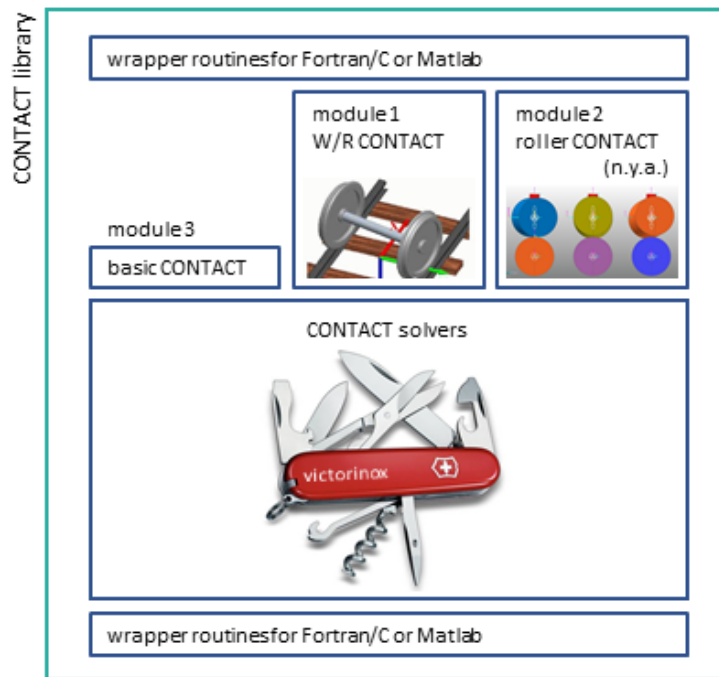 CONTACT library
wrapper routinesfor Fortran/C or Matlab
module 1
W/R CONTACT
module 2
roller CONTACT
(n.y.a.)
module 3
basic CONTACT
CONTACT solvers
victorinox
wrapper routinesfor Fortran/C or Matlab